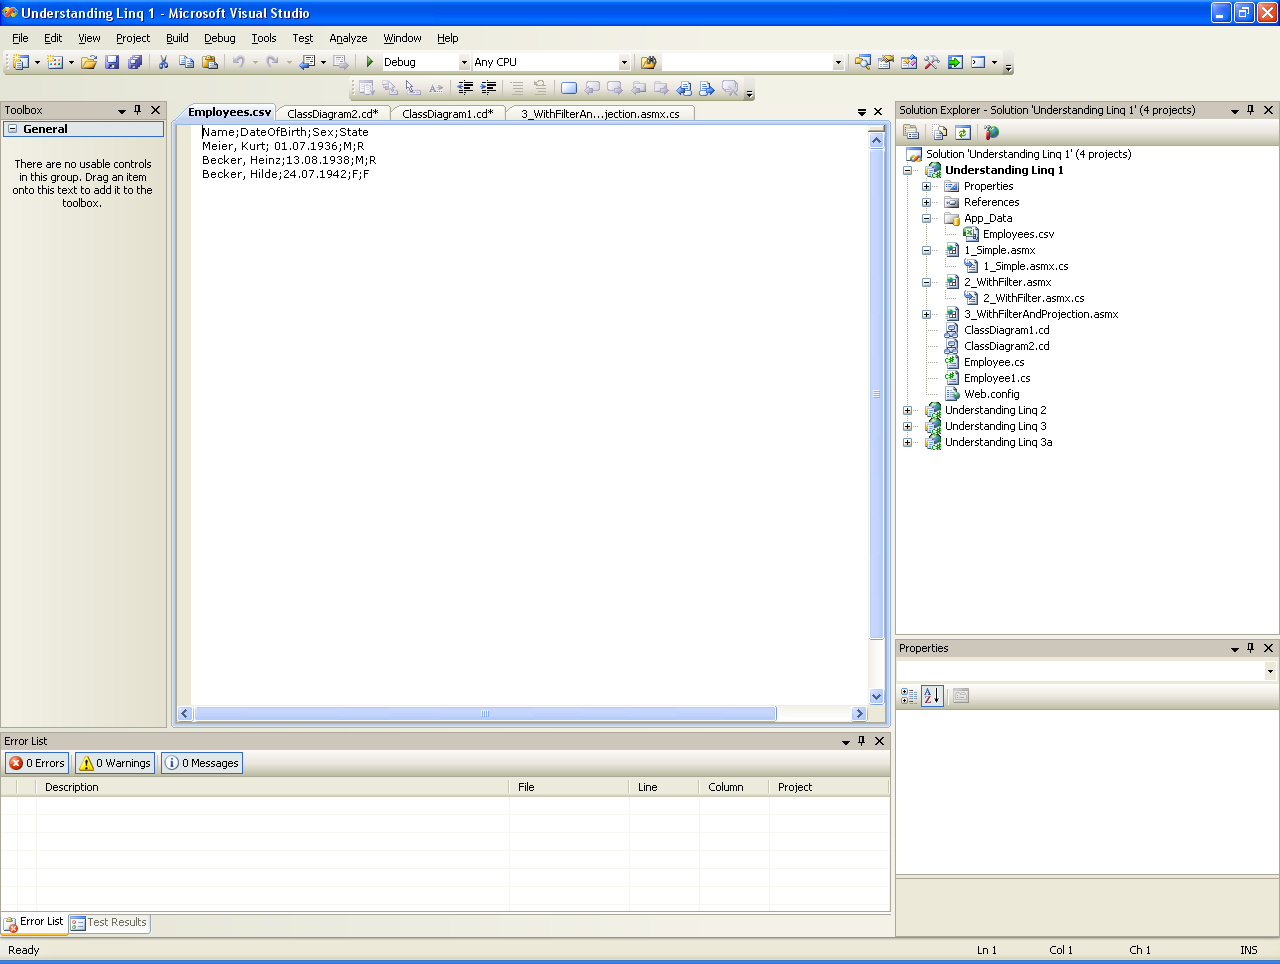 Understanding Linq 1 - Microsoft Visual Studio
File Edit View Project Build Debug Tools Test Analyze Window Help
Debug Any CPU
Toolbox
General
There are no usable controls
in this group. Drag an item
onto this text to add it to the
toolbox.
Employees.csv ClassDiagram2.cd* ClassDiagram1.cd* 3_WithFilterAn...jection.asmx.cs
Name;DateOfBirth;Sex;State
Meier, Kurt; 01.07.1936;M;R
Becker, Heinz;13.08.1938;M;R
Becker, Hilde;24.07.1942;F;F
Solution Explorer - Solution 'Understanding Linq 1' (4 projects)
Solution 'Understanding Linq 1' (4 projects)
Understanding Linq 1
Properties
References
App_Data
Employees.csv
1_Simple.asmx
1_Simple.asmx.cs
2_WithFilter.asmx
2_WithFilter.asmx.cs
3_WithFilterAndProjection.asmx
ClassDiagram1.cd
ClassDiagram2.cd
Employee.cs
Employee1.cs
Web.config
Understanding Linq 2
Understanding Linq 3
Understanding Linq 3a
Properties
Error List
0 Errors 0 Warnings 0 Messages
Description File Line Column Project
Error List Test Results
Ready Ln 1 Col 1 Ch 1 INS